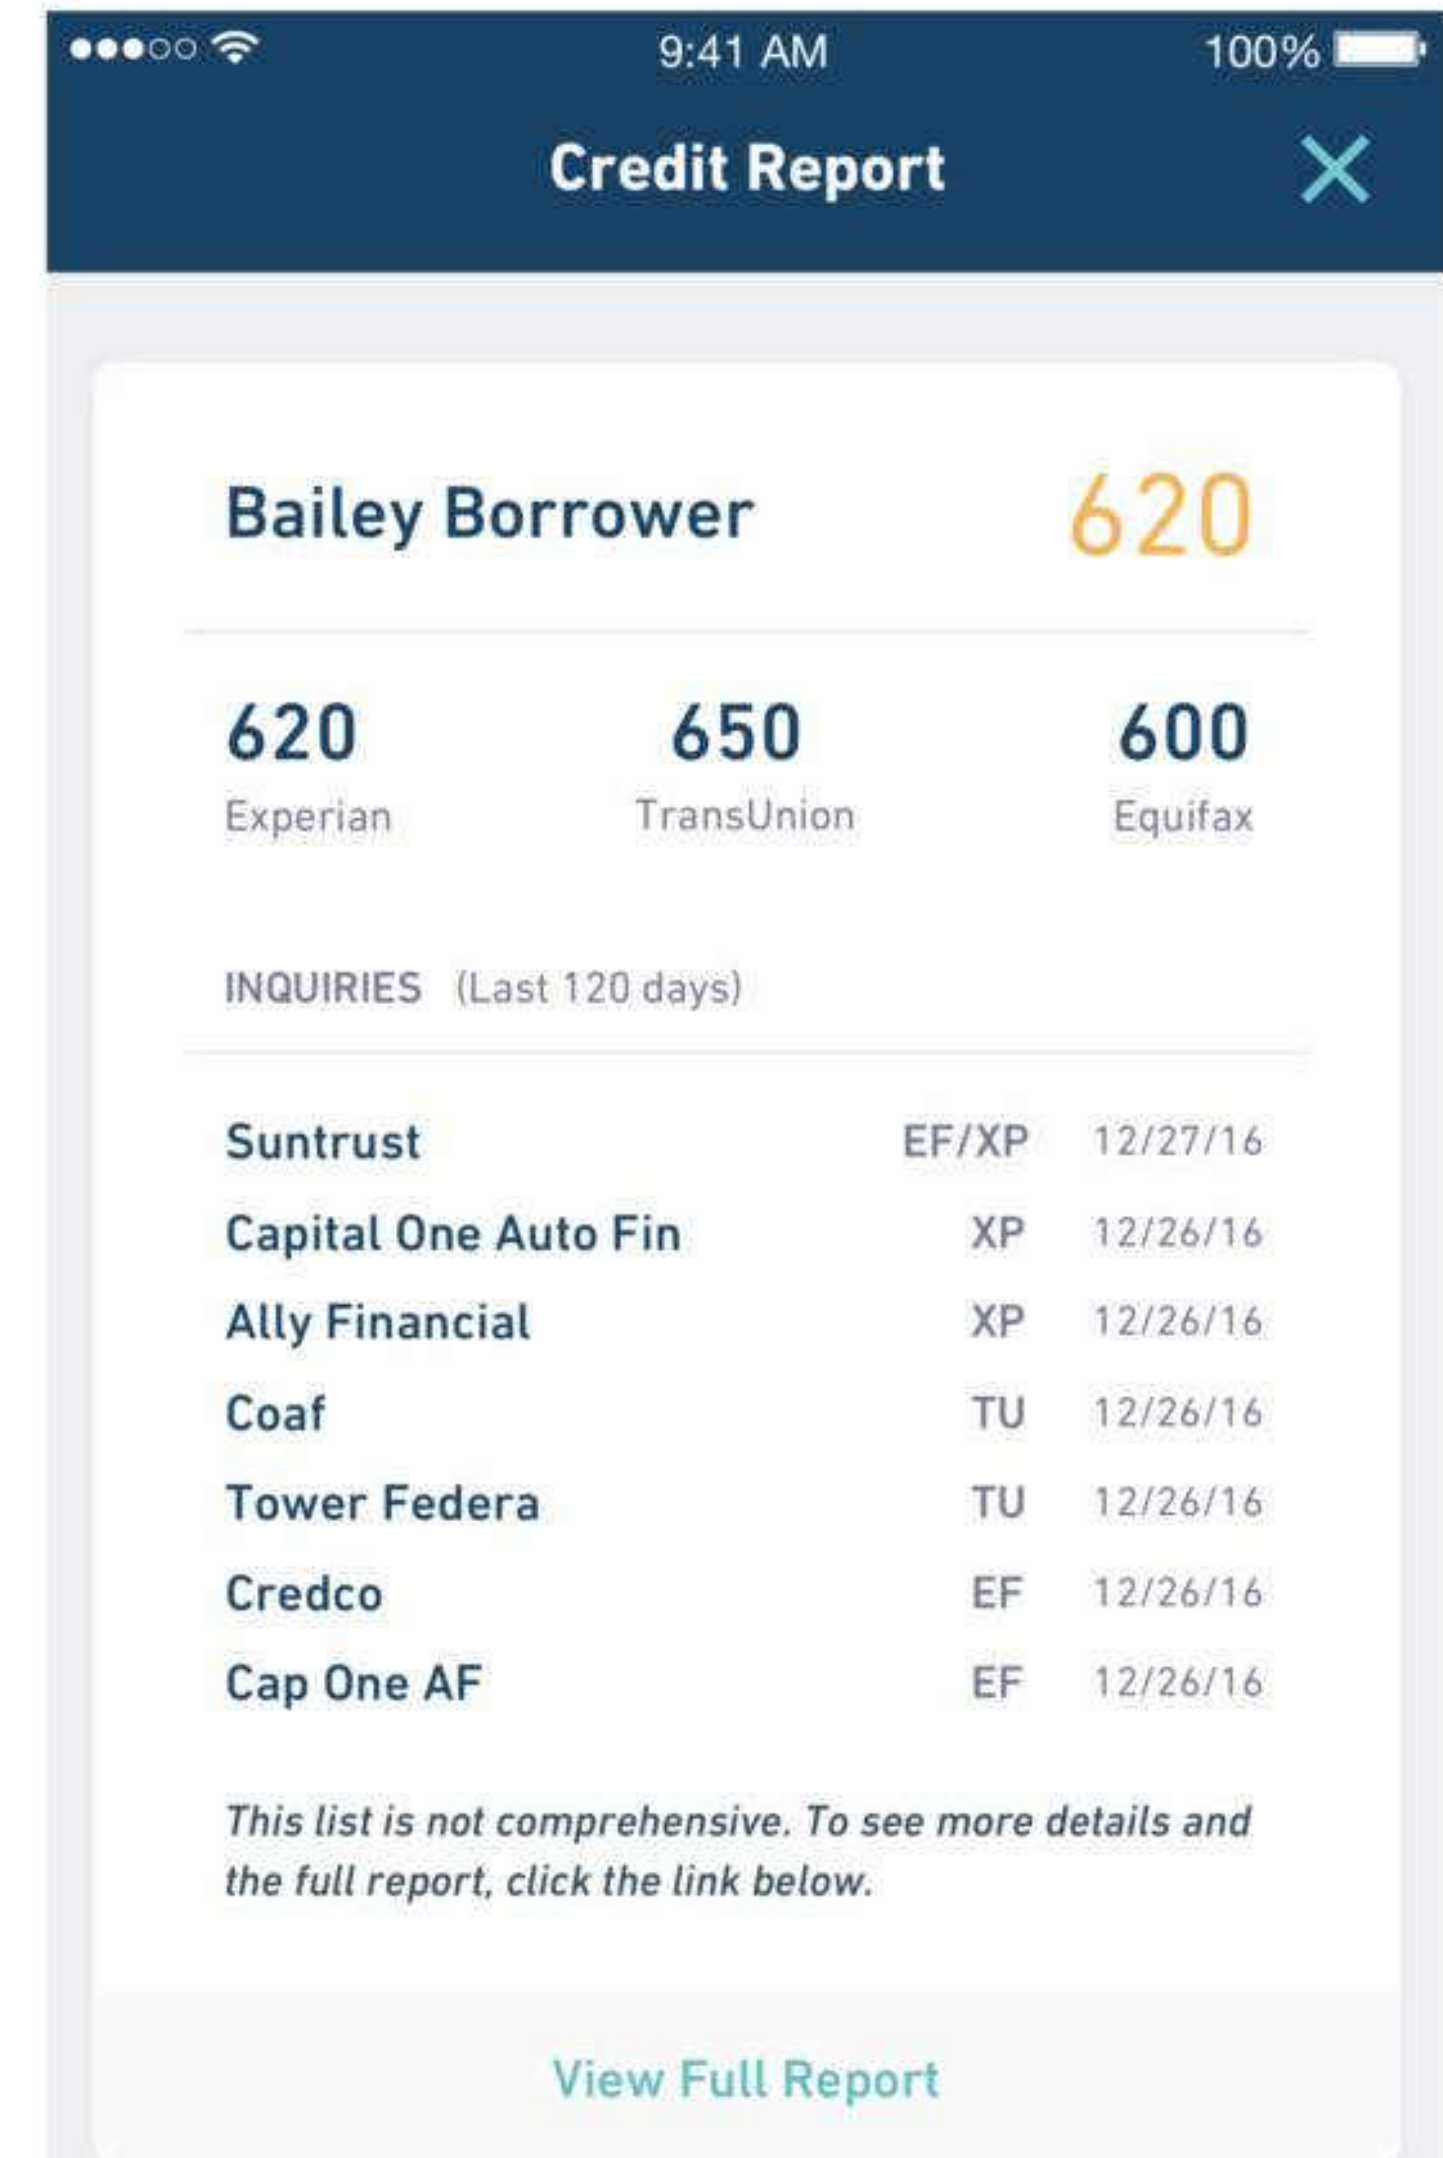 9:41 AM 100%
Credit Report
Bailey Borrower 620
620 650 600
Experian TransUnion Equifax
INQUIRIES (Last 120 days)
Suntrust EF/XP 12/27/16
Capital One Auto Fin XP 12/26/16
Ally Financial XP 12/26/16
Coaf TU 12/26/16
Tower Federa TU 12/26/16
Credco EF 12/26/16
Cap One AF EF 12/26/16
This list is not comprehensive. To see more details and
the full report, click the link below.
View Full Report